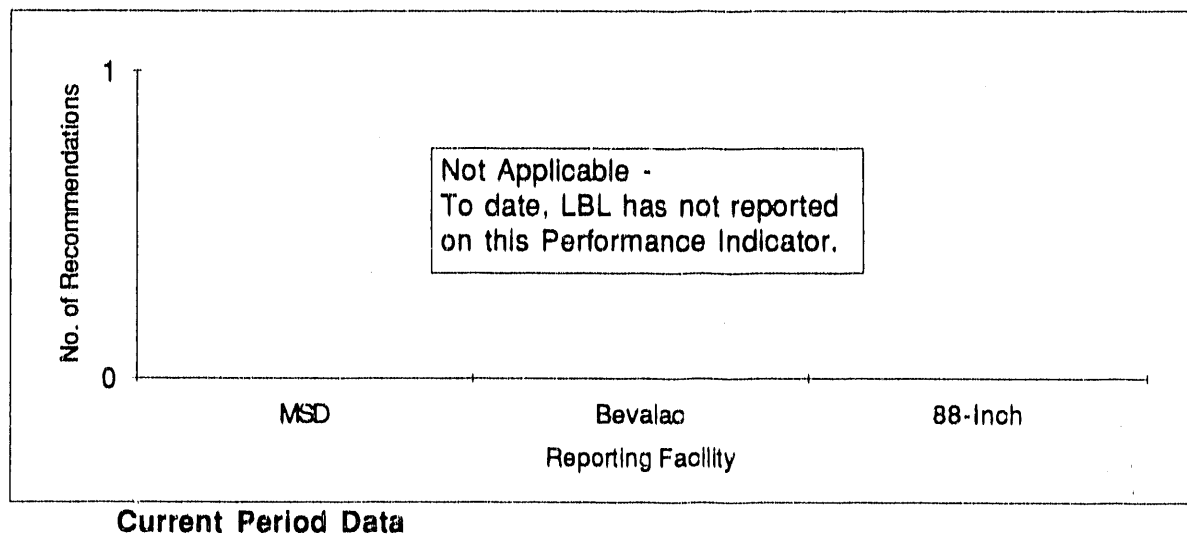 1
No. of Recommendations
Not Applicable -
To date, LBL has not reported
on this Performance Indicator.
0
MSD Bevalac 88-Inch
Reporting Facility
Current Period Data